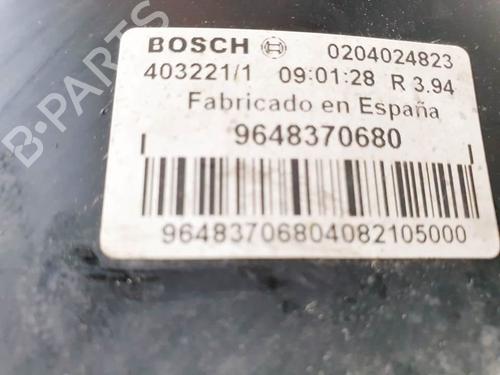 BOSCH 0204024823
403221/1 09:01:28 R 3.94
Fabricado en España
9648370680
96483706804082105000
B-PARTS